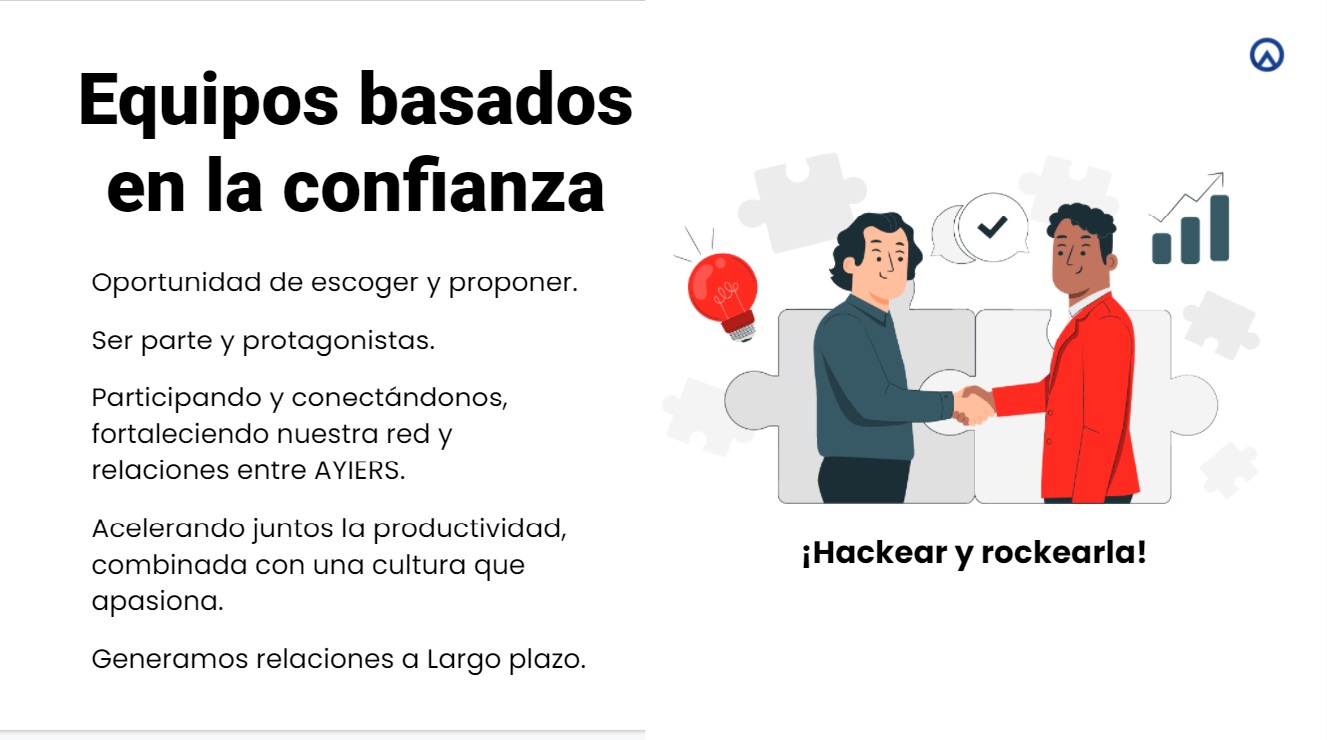 Equipos basados
en la confianza
Oportunidad de escoger y proponer.
Ser parte y protagonistas.
Participando y conectándonos,
fortaleciendo nuestra red y
relaciones entre AYIERS.
Acelerando juntos la productividad,
combinada con una cultura que
apasiona.
Generamos relaciones a Largo plazo.
¡Hackear y rockearla!